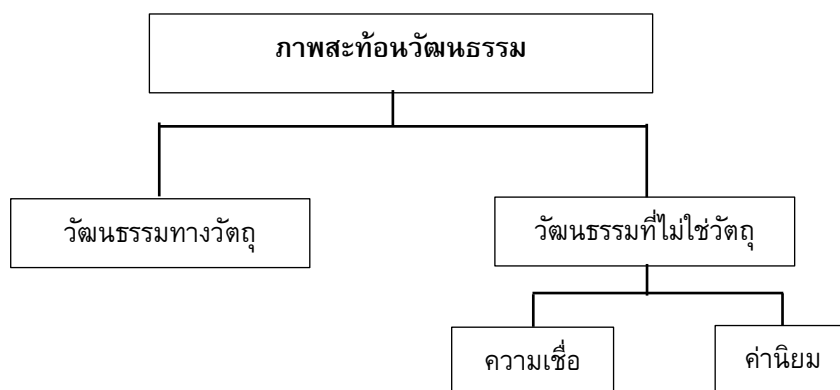 ภาพสะท้อนวัฒนธรรม
วัฒนธรรมทางวัตถุ
วัฒนธรรมที่ไม่ใช่วัตถุ
ความเชื่อ
ค่านิยม